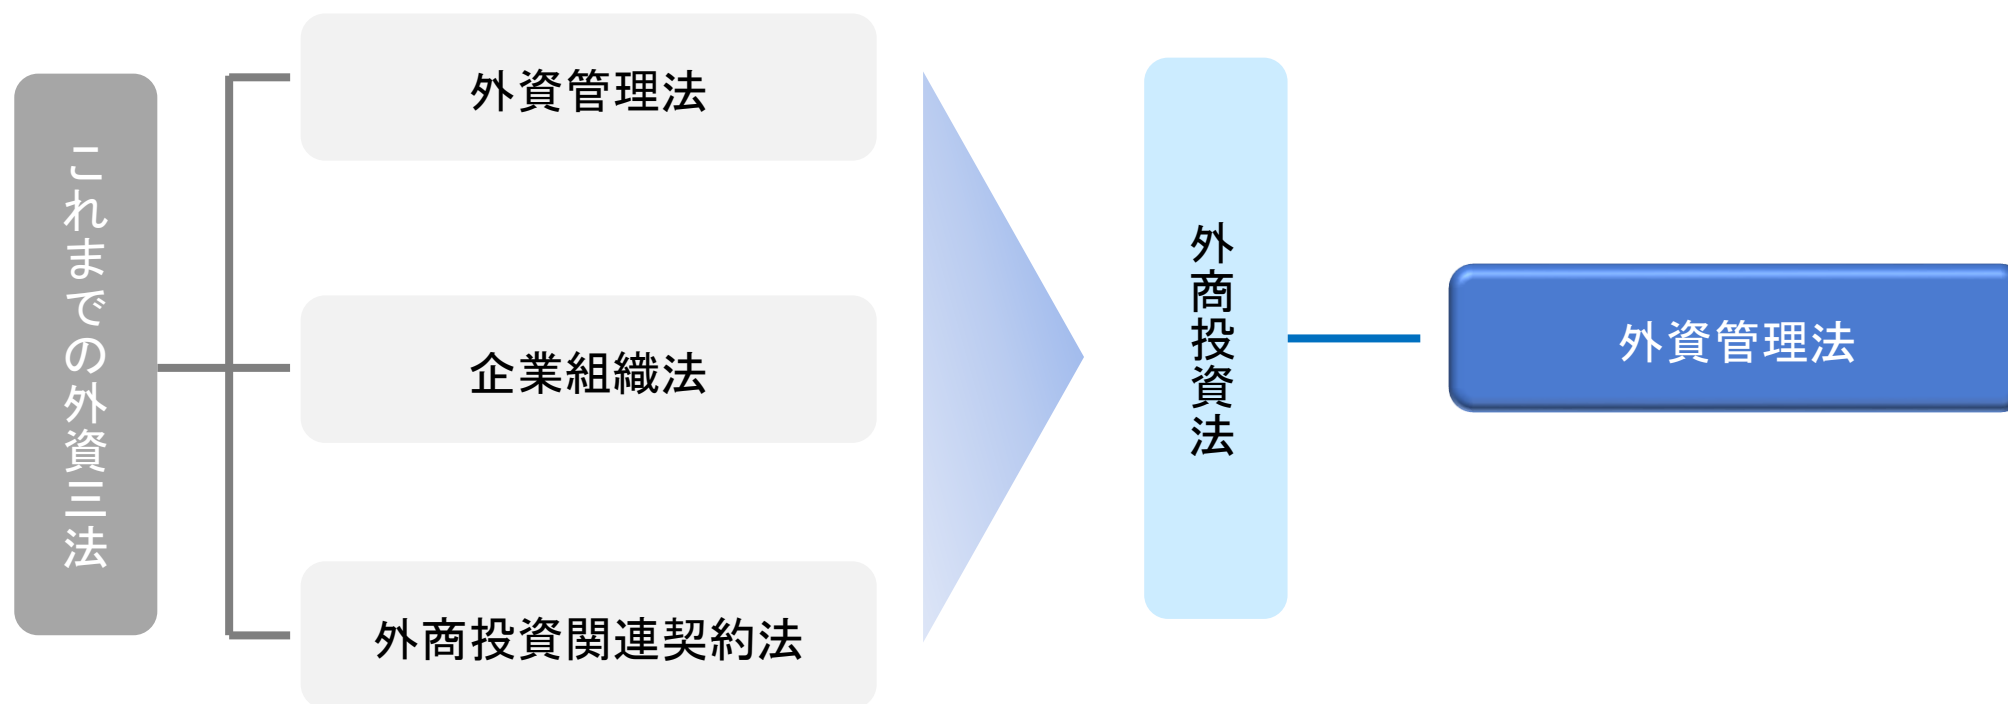 これまでの外資三法
外資管理法
企業組織法
外商投資関連契約法
外商投資法
外資管理法